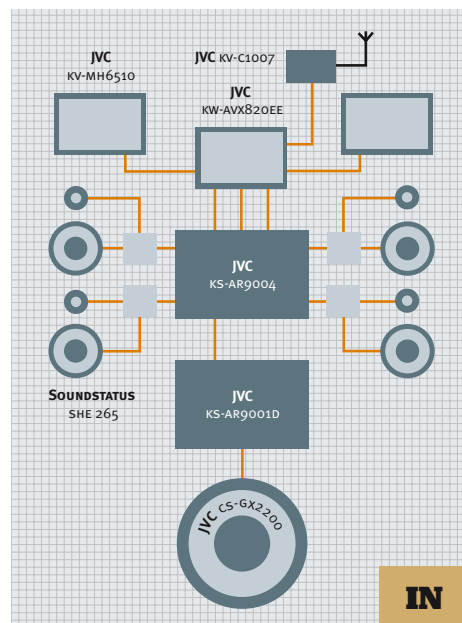 JVC
KV-MH6510
JVC KV-C1007
JVC
KW-AVX820EE
JVC
KS-AR9004
Soundstatus
SHE 265
JVC
KS-AR9001D
JVC CS-GX2200
IN